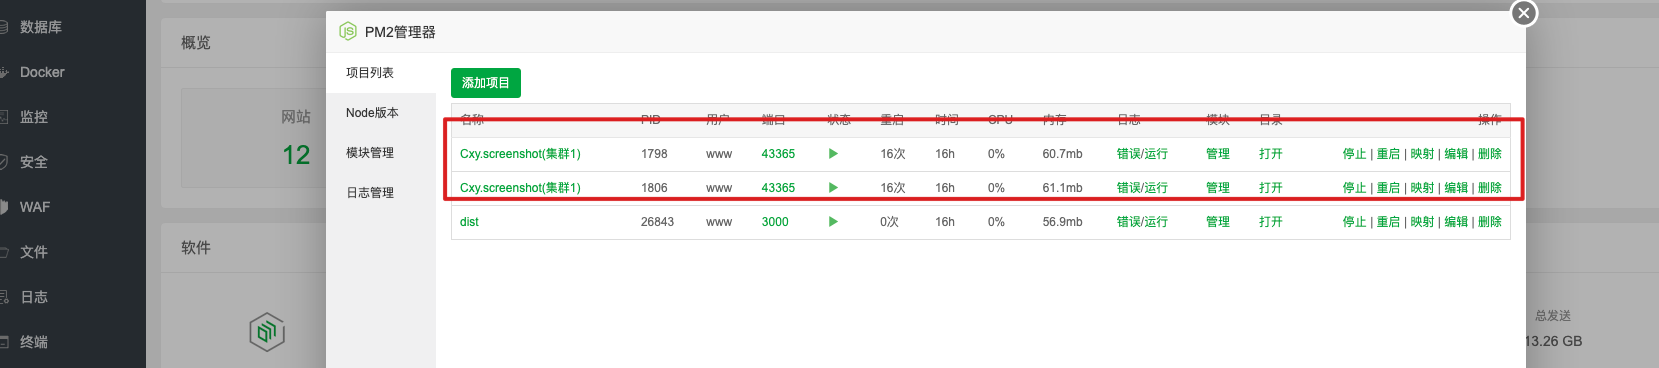 数据库
Docker
监控
安全
WAF
文件
日志
终端
概览
网站
12
软件
PM2管理器
项目列表
Node版本
模块管理
日志管理
添加项目
名称 PID 用户 端口 状态 重启 时间 CPU 内存 日志 模块 目录 操作
Cxy.screenshot(集群1) 1798 www 43365 16次 16h 0% 60.7mb 错误/运行 管理 打开 停止 | 重启 | 映射 | 编辑 | 删除
Cxy.screenshot(集群1) 1806 www 43365 16次 16h 0% 61.1mb 错误/运行 管理 打开 停止 | 重启 | 映射 | 编辑 | 删除
dist 26843 www 3000 0次 16h 0% 56.9mb 错误/运行 管理 打开 停止 | 重启 | 映射 | 编辑 | 删除
总发送
13.26 GB